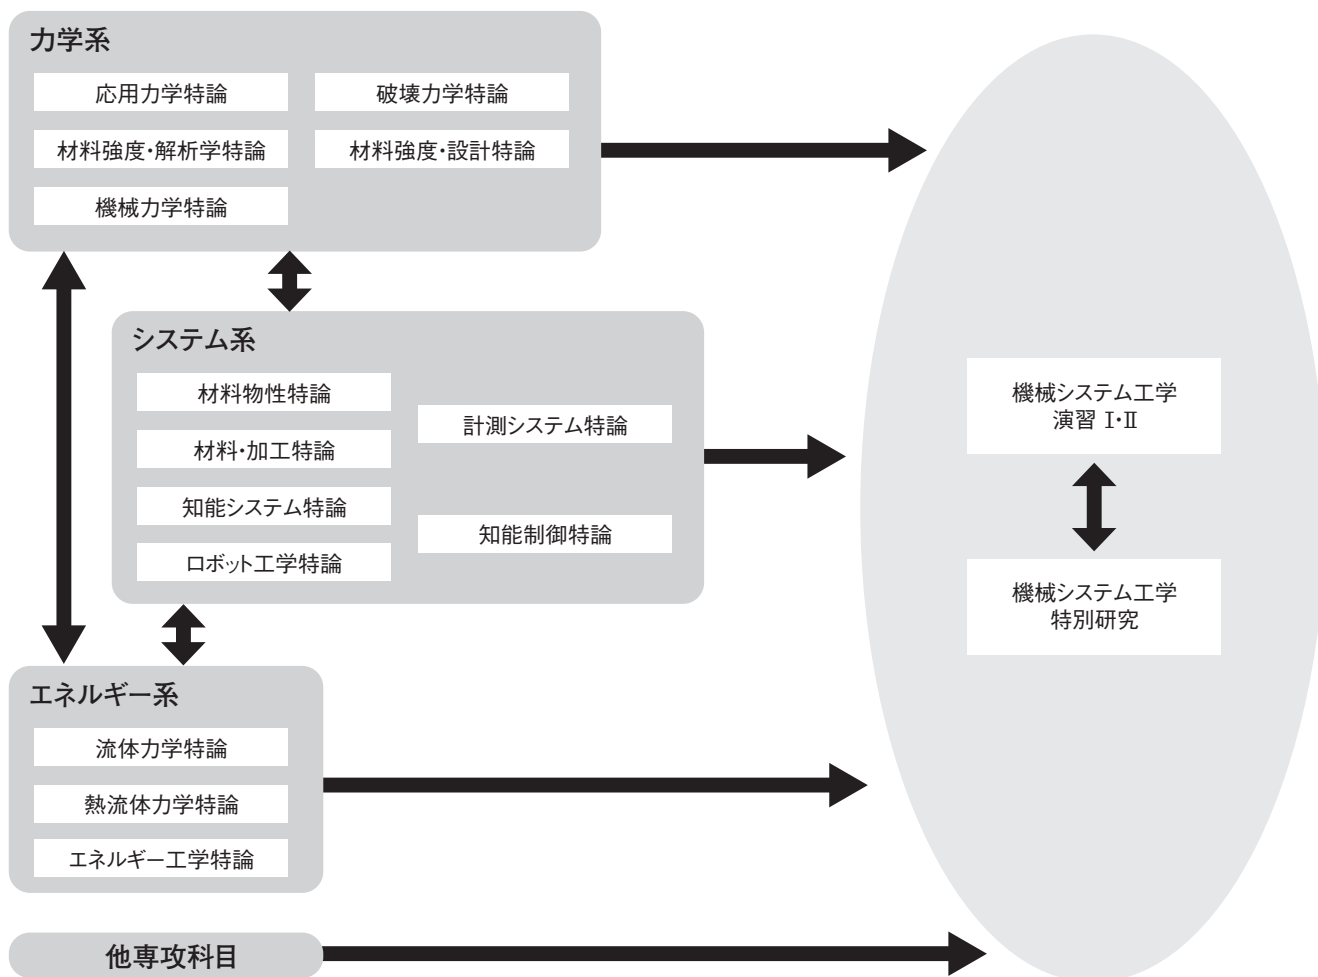 力学系
応用力学特論
破壊力学特論
材料強度・解析学特論
材料強度・設計特論
機械力学特論
システム系
材料物性特論
計測システム特論
材料・加工特論
知能システム特論
知能制御特論
ロボット工学特論
機械システム工学
演習 Ⅰ・Ⅱ
機械システム工学
特別研究
エネルギー系
流体力学特論
熱流体力学特論
エネルギー工学特論
他専攻科目